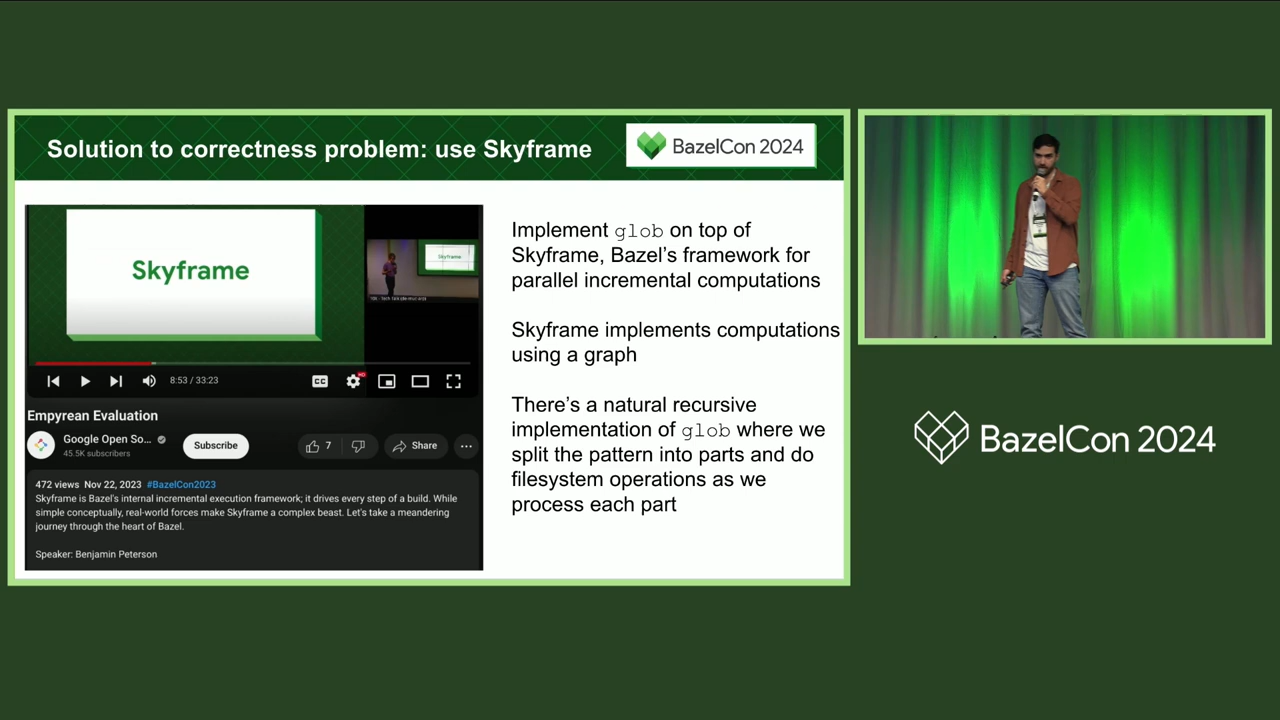 Solution to correctness problem: use Skyframe
BazelCon 2024
Skyframe
Skyframe
8:53 / 33:23
CC
HD
Empyrean Evaluation
Google Open So...
45.5K subscribers
Subscribe
7
Share
472 views Nov 22, 2023 #BazelCon2023
Skyframe is Bazel's internal incremental execution framework; it drives every step of a build. While
simple conceptually, real-world forces make Skyframe a complex beast. Let's take a meandering
journey through the heart of Bazel.
Speaker: Benjamin Peterson
Implement glob on top of
Skyframe, Bazel’s framework for
parallel incremental computations
Skyframe implements computations
using a graph
There’s a natural recursive
implementation of glob where we
split the pattern into parts and do
filesystem operations as we
process each part
BazelCon 2024